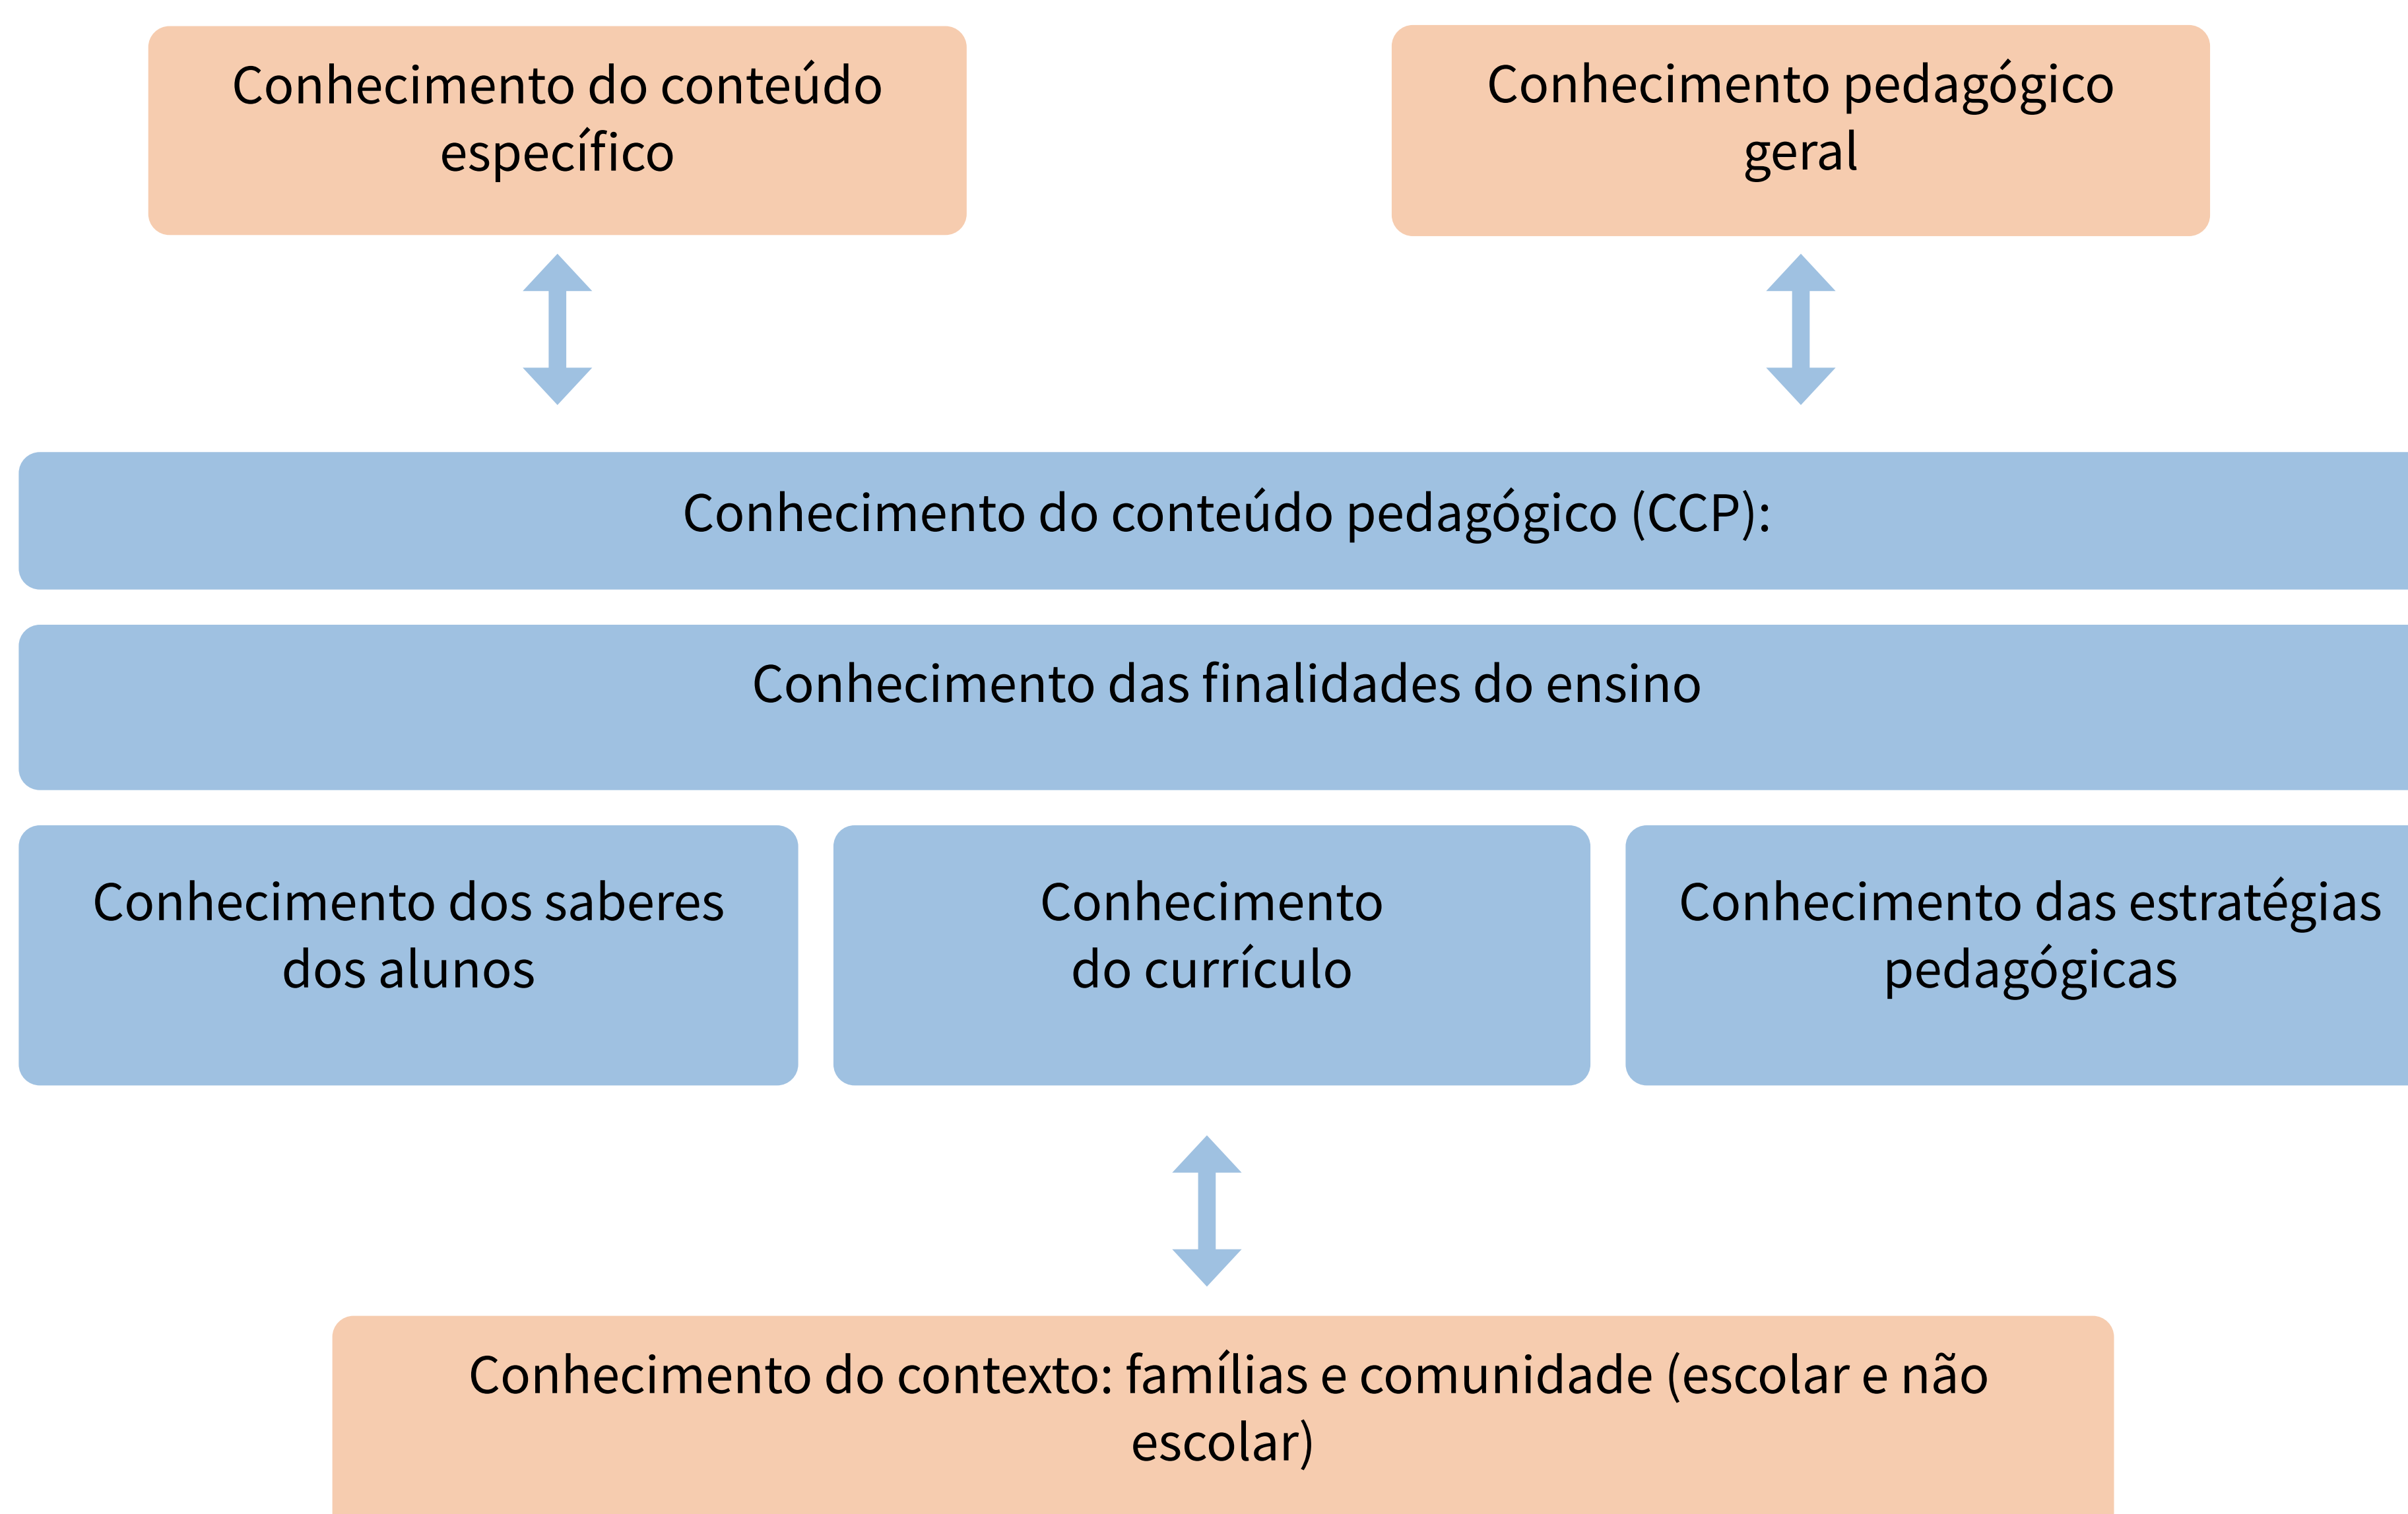 Conhecimento do conteúdo
específico
Conhecimento pedagógico
geral
Conhecimento do conteúdo pedagógico (CCP):
Conhecimento das finalidades do ensino
Conhecimento dos saberes
dos alunos
Conhecimento
do currículo
Conhecimento das estratégias
pedagógicas
Conhecimento do contexto: famílias e comunidade (escolar e não
escolar)